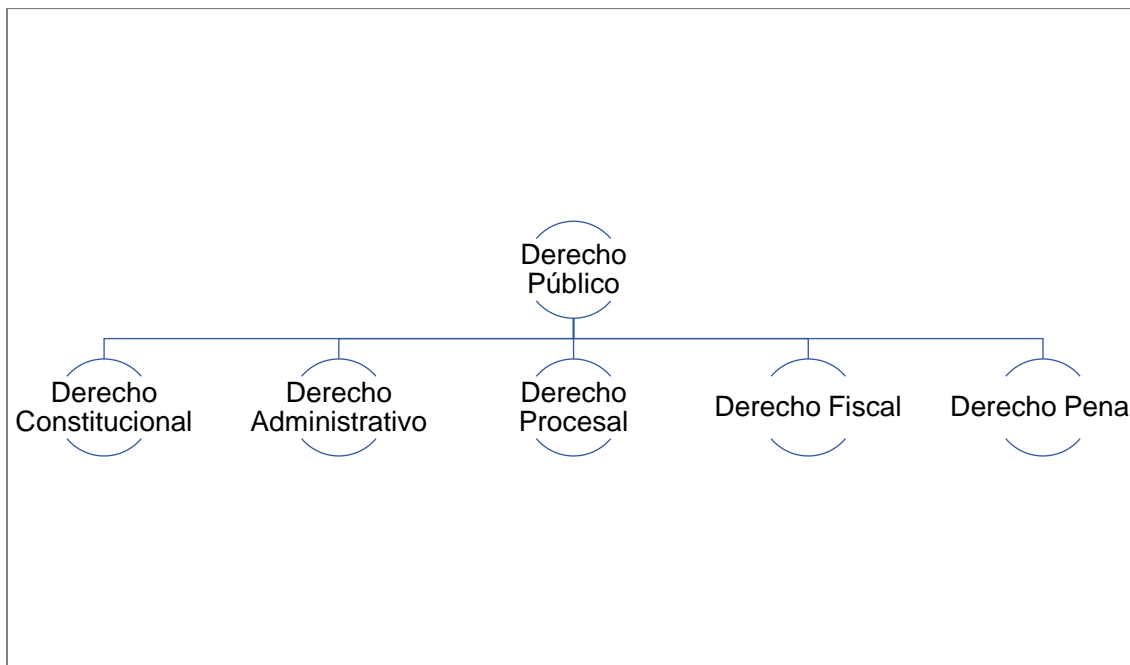 Derecho
Público
Derecho
Constitucional
Derecho
Administrativo
Derecho
Procesal
Derecho Fiscal
Derecho Pena